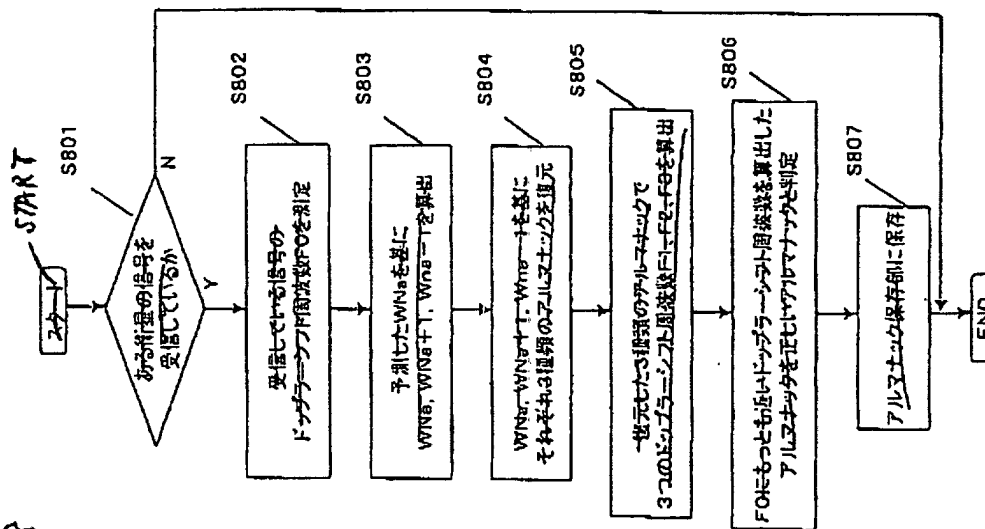 START
スタート
S801
ある衛星の信号を
受信しているか
N
Y
S802
受信している信号の
ドップラーシフト周波数F0を測定
S803
予測したWNaを基に
WNa, WNa+1, Wna-1を算出
S804
WNa, WNa+1, Wna-1を基に
それぞれ3種類のアルマナックを復元
S805
復元した3種類のアルマナックで
3つのドップラーシフト周波数F1、F2、F3を算出
S806
F0にもっとも近いドップラーシフト周波数を算出した
アルマナックを正しいアルマナックと判定
S807
アルマナック保存部に保存
END